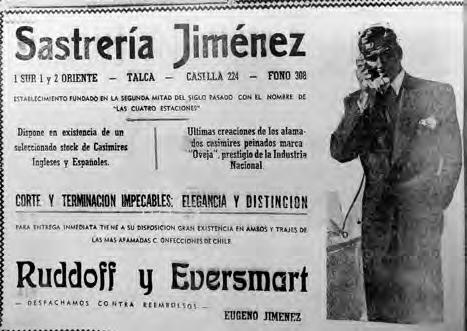 Sastrería Jiménez
1 SUR 1 y 2 ORIENTE — TALCA — CASILLA 224 — FONO 308
ESTABLECIMIENTO FUNDADO EN LA SEGUNDA MITAD DEL SIGLO PASADO CON EL NOMBRE DE
"LAS CUATRO ESTACIONES"
Dispone en existencia de un
seleccionado stock de Casimires
Ingleses y Españoles.
Ultimas creaciones de los afama-
dos casimires peinados marca
"Oveja", prestigio de la Industria
Nacional.
CORTE Y TERMINACION IMPECABLES; ELEGANCIA Y DISTINCION
PARA ENTREGA INMEDIATA TIENE A SU DISPOSICION GRAN EXISTENCIA EN AMBOS Y TRAJES DE
LAS MAS AFAMADAS C. ONFECCIONES DE CHILE
Ruddoff y Eversmart
— DESPACHAMOS CONTRA REEMBOLSOS —
EUGENO JIMENEZ